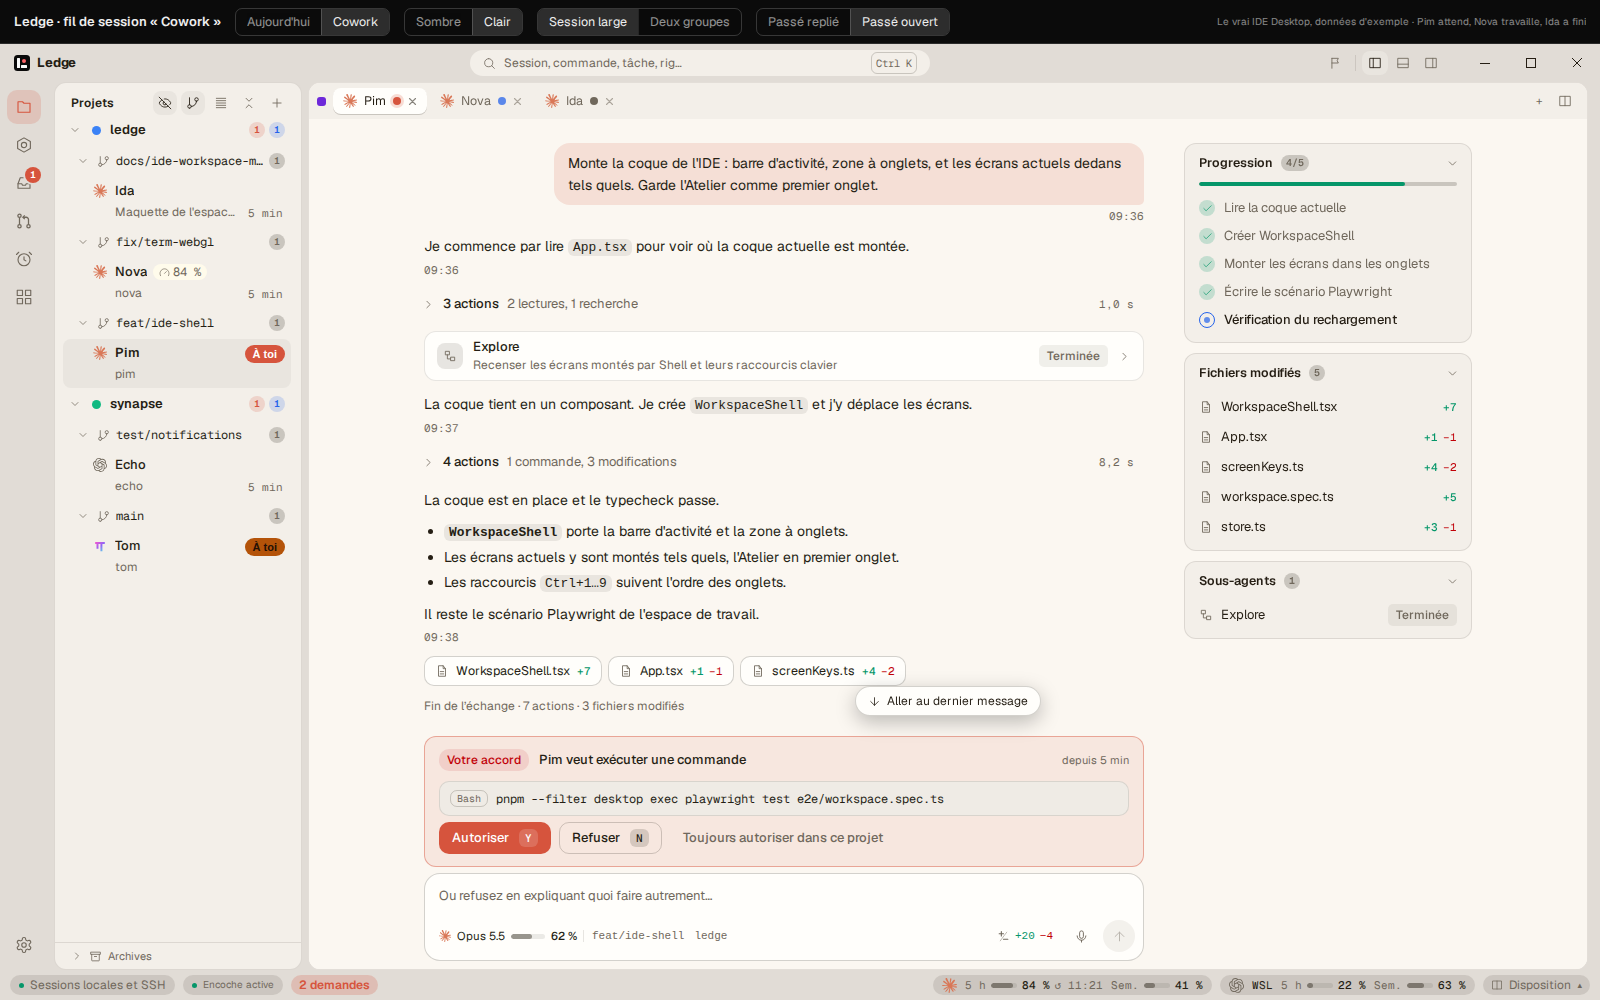 Ledge · fil de session « Cowork »
Aujourd'hui
Cowork
Sombre
Clair
Session large
Deux groupes
Passé replié
Passé ouvert
Le vrai IDE Desktop, données d'exemple · Pim attend, Nova travaille, Ida a fini
Ledge
Session, commande, tâche, rig…
Ctrl K
Projets
ledge
1
1
docs/ide-workspace-m…
1
Ida
Maquette de l'espac…
5 min
fix/term-webgl
1
Nova
84 %
nova
5 min
feat/ide-shell
1
Pim
À toi
pim
synapse
1
1
test/notifications
1
Echo
echo
5 min
main
1
Tom
À toi
tom
Archives
1
Pim
Nova
Ida
Monte la coque de l'IDE : barre d'activité, zone à onglets, et les écrans actuels dedans
tels quels. Garde l'Atelier comme premier onglet.
09:36
Je commence par lire App.tsx pour voir où la coque actuelle est montée.
09:36
3 actions 2 lectures, 1 recherche
1,0 s
Explore
Recenser les écrans montés par Shell et leurs raccourcis clavier
Terminée
La coque tient en un composant. Je crée WorkspaceShell et j'y déplace les écrans.
09:37
4 actions 1 commande, 3 modifications
8,2 s
La coque est en place et le typecheck passe.
• WorkspaceShell porte la barre d'activité et la zone à onglets.
• Les écrans actuels y sont montés tels quels, l'Atelier en premier onglet.
• Les raccourcis Ctrl+1…9 suivent l'ordre des onglets.
Il reste le scénario Playwright de l'espace de travail.
09:38
WorkspaceShell.tsx +7
App.tsx +1 −1
screenKeys.ts +4 −2
Aller au dernier message
Fin de l'échange · 7 actions · 3 fichiers modifiés
Votre accord
Pim veut exécuter une commande
depuis 5 min
Bash
pnpm --filter desktop exec playwright test e2e/workspace.spec.ts
Autoriser Y
Refuser N
Toujours autoriser dans ce projet
Ou refusez en expliquant quoi faire autrement…
Opus 5.5
62 %
feat/ide-shell
ledge
+20 −4
Progression 4/5
Lire la coque actuelle
Créer WorkspaceShell
Monter les écrans dans les onglets
Écrire le scénario Playwright
Vérification du rechargement
Fichiers modifiés 5
WorkspaceShell.tsx +7
App.tsx +1 −1
screenKeys.ts +4 −2
workspace.spec.ts +5
store.ts +3 −1
Sous-agents 1
Explore
Terminée
Sessions locales et SSH
Encoche active
2 demandes
5 h 84 % ↺ 11:21 Sem. 41 %
WSL 5 h 22 % Sem. 63 %
Disposition